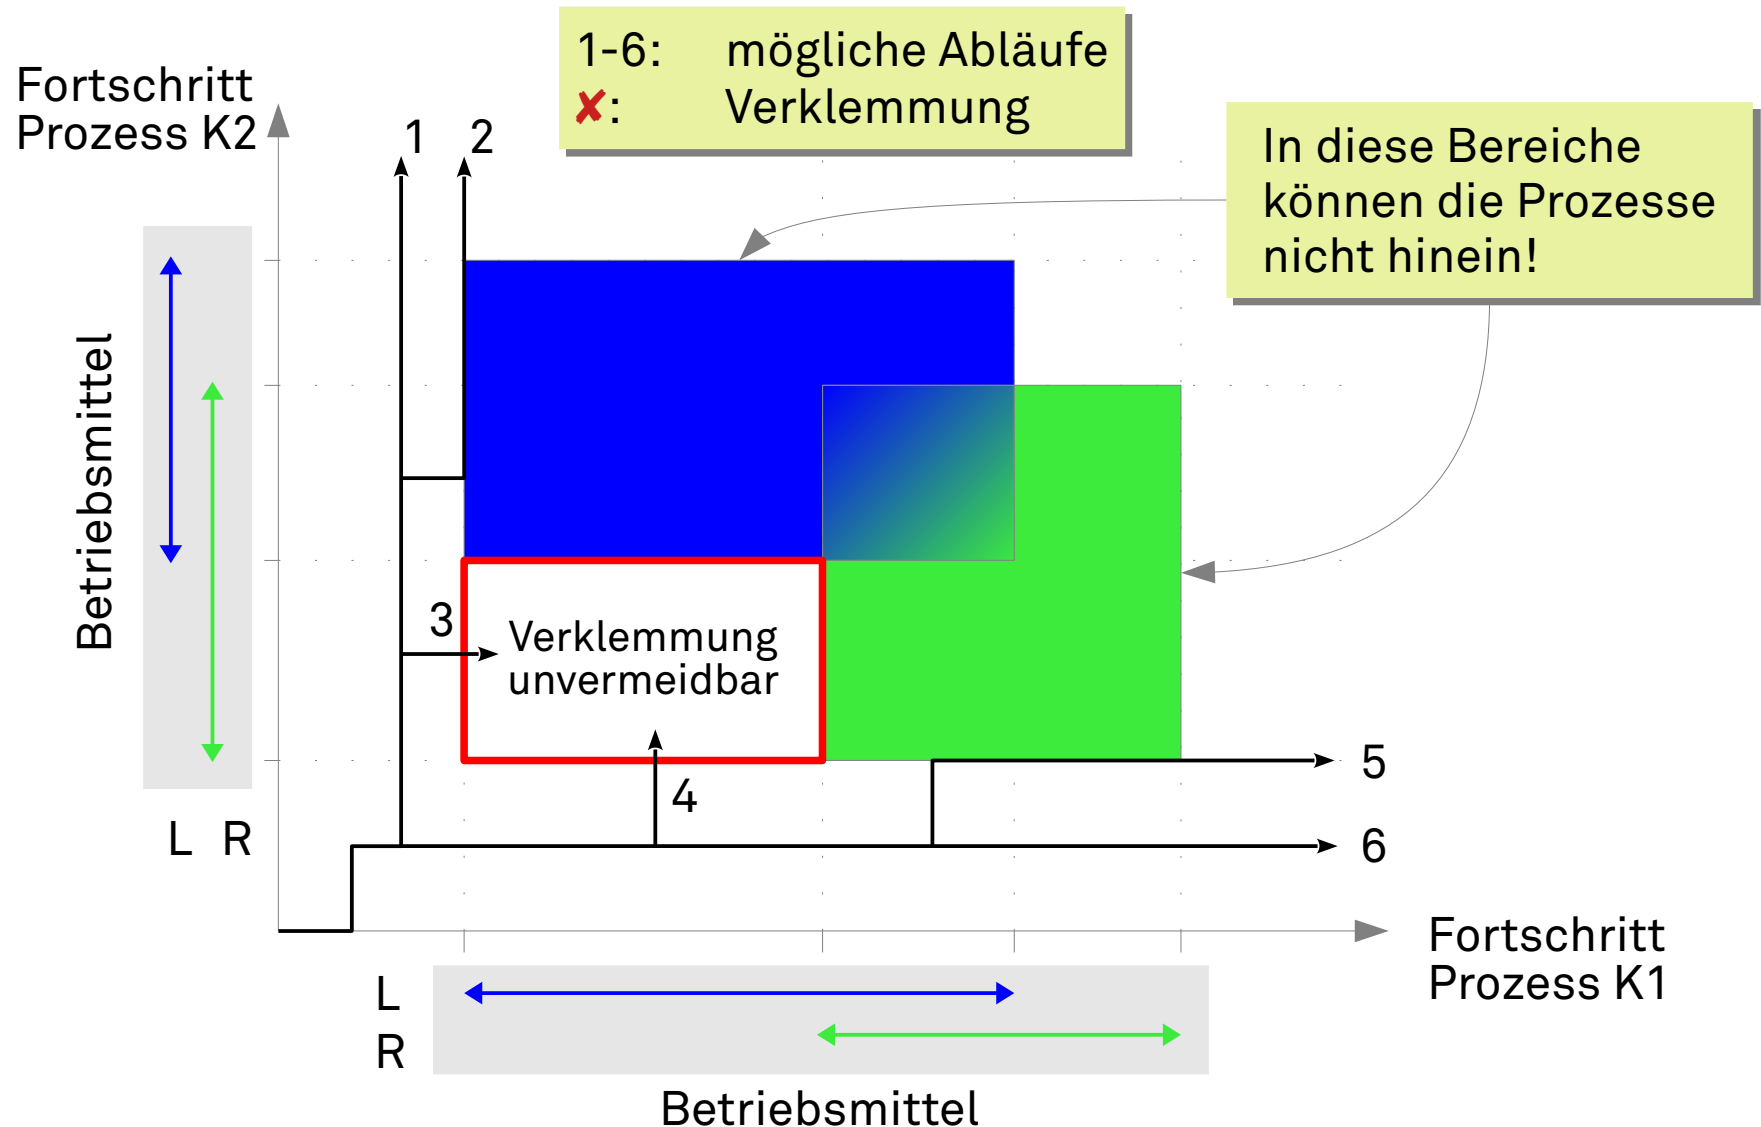 1-6: mögliche Abläufe
✘: Verklemmung
Fortschritt
Prozess K2
1 2
In diese Bereiche
können die Prozesse
nicht hinein!
Betriebsmittel
L R
3
Verklemmung
unvermeidbar
4
5
6
Fortschritt
Prozess K1
L
R
Betriebsmittel